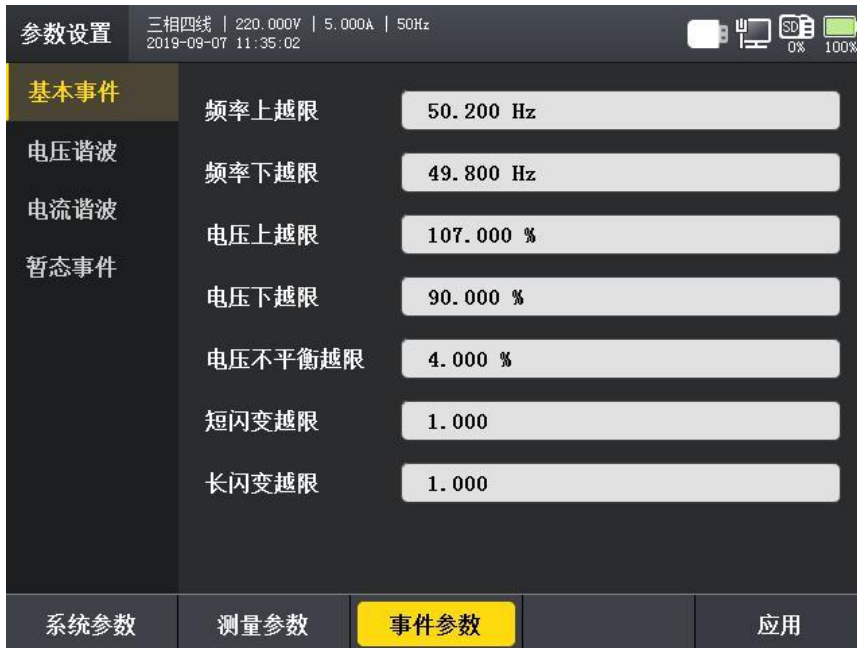 参数设置
三相四线 | 220.000V | 5.000A | 50Hz
2019-09-07 11:35:02
SD
0%
100%
基本事件
电压谐波
电流谐波
暂态事件
频率上越限 50.200 Hz
频率下越限 49.800 Hz
电压上越限 107.000 %
电压下越限 90.000 %
电压不平衡越限 4.000 %
短闪变越限 1.000
长闪变越限 1.000
系统参数 测量参数 事件参数 应用